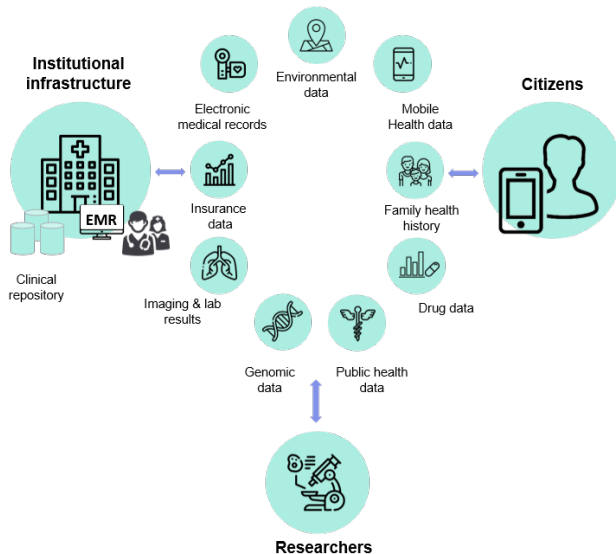 Institutional
infrastructure
EMR
Clinical
repository
Electronic
medical records
Environmental
data
Mobile
Health data
Citizens
Insurance
data
Family health
history
Imaging & lab
results
Drug data
Genomic
data
Public health
data
Researchers